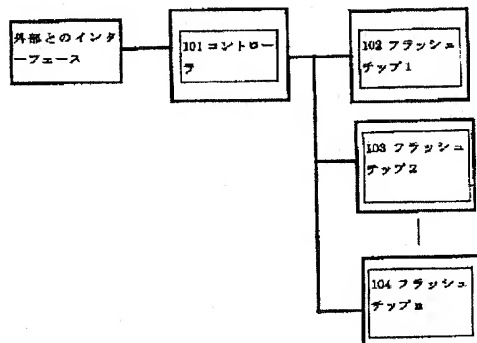 外部とのインタ
ーフェース
101 コントロー
ラ
102 フラッシュ
チップ1
103 フラッシュ
チップ2
104 フラッシュ
チップn